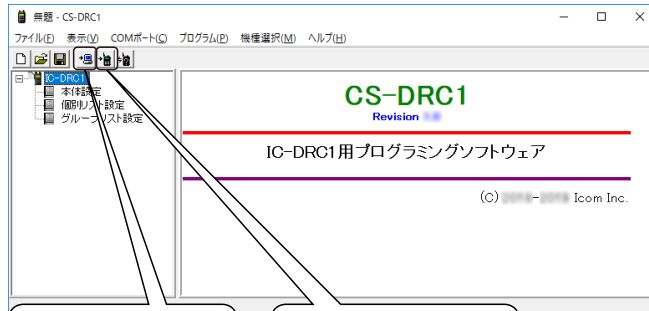 無題 - CS-DRC1
ファイル(F) 表示(V) COMポート(C) プログラム(P) 機種選択(M) ヘルプ(H)
IC-DRC1
本体設定
個別リスト設定
グループリスト設定
CS-DRC1
Revision
IC-DRC1用プログラミングソフトウェア
(C) - Icom Inc.